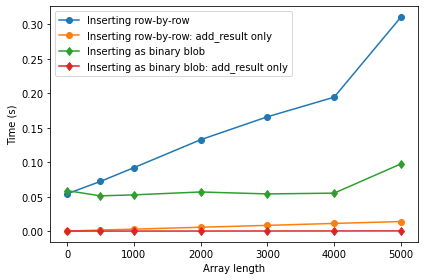 Inserting row-by-row
Inserting row-by-row: add_result only
Inserting as binary blob
Inserting as binary blob: add_result only
Time (s)
0.30
0.25
0.20
0.15
0.10
0.05
0.00
0 1000 2000 3000 4000 5000
Array length